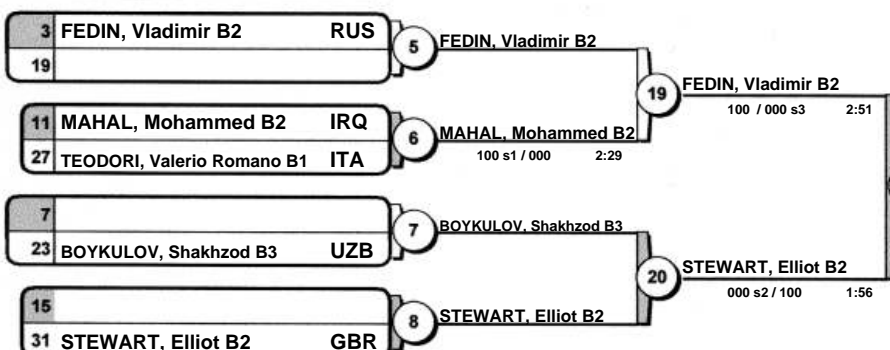 3 FEDIN, Vladimir B2 RUS
19
5 FEDIN, Vladimir B2
11 MAHAL, Mohammed B2 IRQ
27 TEODORI, Valerio Romano B1 ITA
6 MAHAL, Mohammed B2
100 s1 / 000 2:29
19 FEDIN, Vladimir B2
100 / 000 s3 2:51
7
23 BOYKULOV, Shakhzod B3 UZB
7 BOYKULOV, Shakhzod B3
15
31 STEWART, Elliot B2 GBR
8 STEWART, Elliot B2
20 STEWART, Elliot B2
000 s2 / 100 1:56